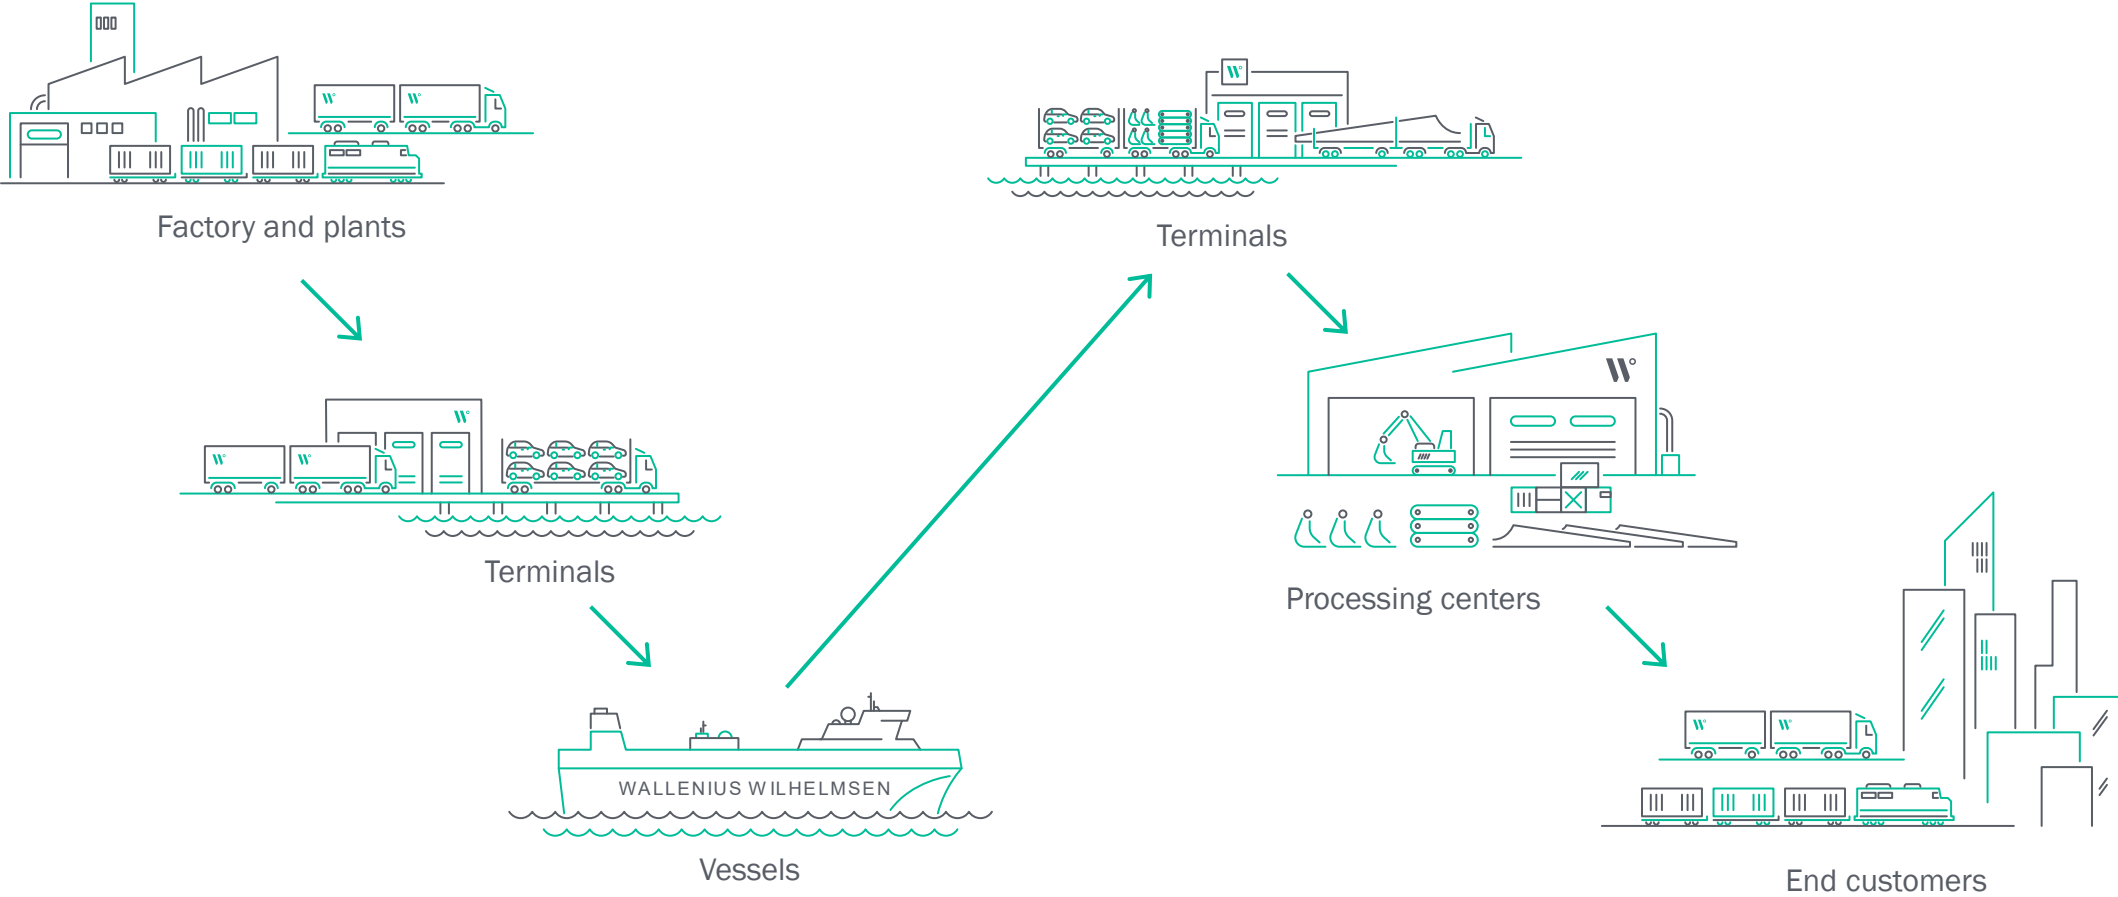 Factory and plants
Terminals
WALLENIUS WILHELMSEN
Vessels
Terminals
Processing centers
End customers